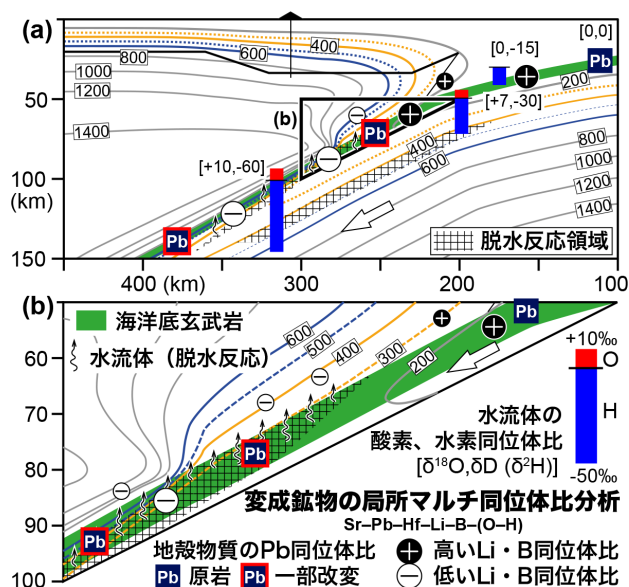 (a)
[0,0]
[0,-15]
[+7,-30]
[+10,-60]
800
600
400
1000
1200
1400
200
400
600
800
1000
1200
1400
Pb
Pb
Pb
+
+
+
−
−
−
(b)
50
100
(km)
150
脱水反応領域
400
(km)
300
200
100
(b)
海洋底玄武岩
水流体(脱水反応)
600
500
400
300
200
Pb
Pb
Pb
+
+
−
−
−
−
+10‰
O
H
-50‰
水流体の
酸素、水素同位体比
[δ18O,δD (δ2H)]
60
70
80
90
100
変成鉱物の局所マルチ同位体比分析
Sr–Pb–Hf–Li–B–(O–H)
地殻物質のPb同位体比
Pb 原岩 Pb 一部改変
+ 高いLi・B同位体比
− 低いLi・B同位体比